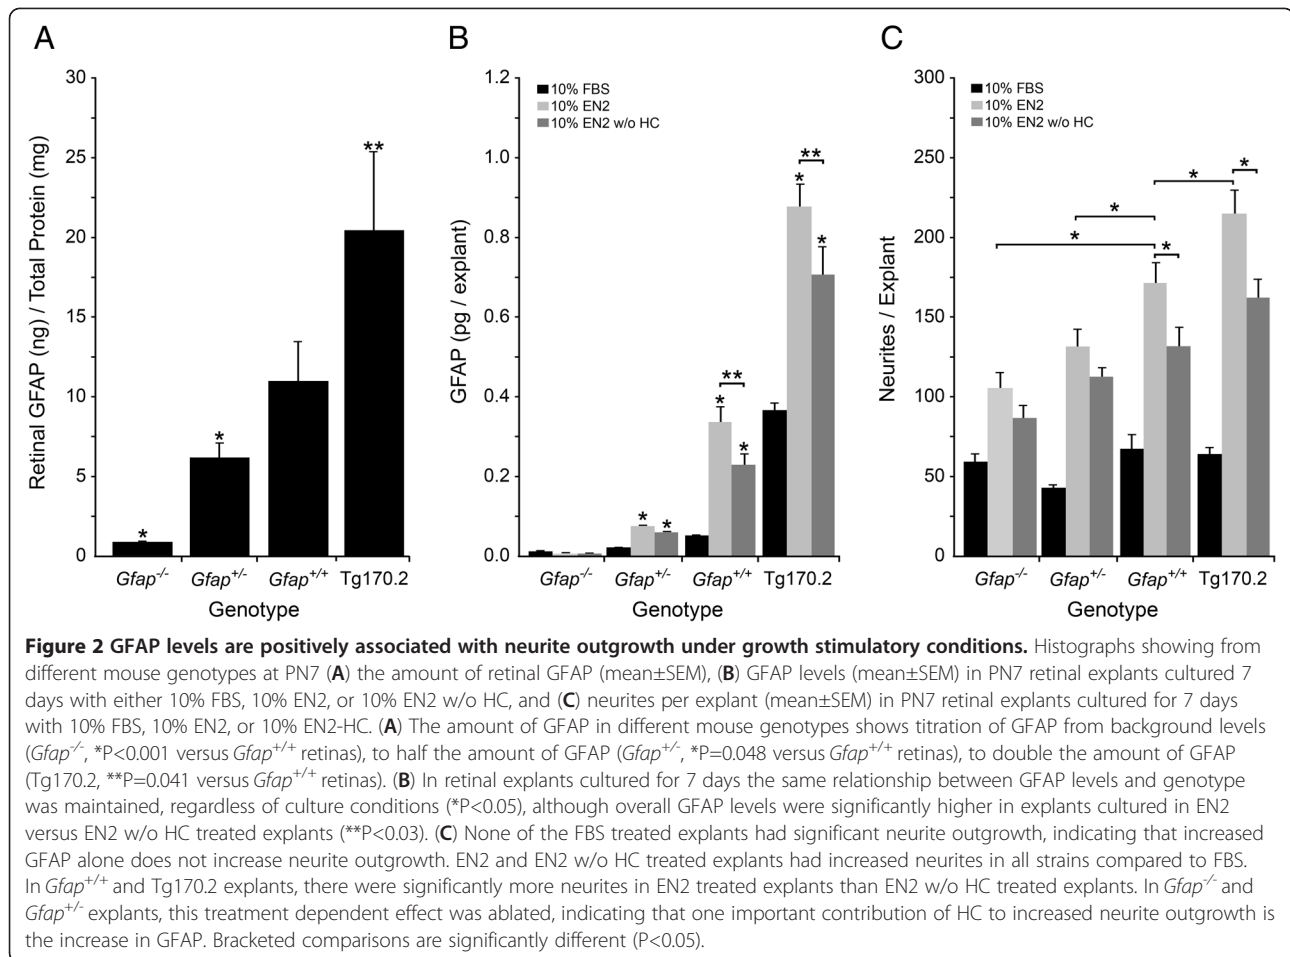 A
B
C
Retinal GFAP (ng) / Total Protein (mg)
30
25
20
15
10
5
0
*
*
**
Gfap-/-
Gfap+/-
Gfap+/+
Tg170.2
Genotype
GFAP (pg / explant)
1.2
1.0
0.8
0.6
0.4
0.2
0.0
10% FBS
10% EN2
10% EN2 w/o HC
*
*
*
**
*
*
**
*
Gfap-/-
Gfap+/-
Gfap+/+
Tg170.2
Genotype
Neurites / Explant
300
250
200
150
100
50
0
10% FBS
10% EN2
10% EN2 w/o HC
*
*
*
*
*
Gfap-/-
Gfap+/-
Gfap+/+
Tg170.2
Genotype
Figure 2 GFAP levels are positively associated with neurite outgrowth under growth stimulatory conditions. Histographs showing from
different mouse genotypes at PN7 (A) the amount of retinal GFAP (mean±SEM), (B) GFAP levels (mean±SEM) in PN7 retinal explants cultured 7
days with either 10% FBS, 10% EN2, or 10% EN2 w/o HC, and (C) neurites per explant (mean±SEM) in PN7 retinal explants cultured for 7 days
with 10% FBS, 10% EN2, or 10% EN2-HC. (A) The amount of GFAP in different mouse genotypes shows titration of GFAP from background levels
(Gfap-/-, *P<0.001 versus Gfap+/+ retinas), to half the amount of GFAP (Gfap+/-, *P=0.048 versus Gfap+/+ retinas), to double the amount of GFAP
(Tg170.2, **P=0.041 versus Gfap+/+ retinas). (B) In retinal explants cultured for 7 days the same relationship between GFAP levels and genotype
was maintained, regardless of culture conditions (*P<0.05), although overall GFAP levels were significantly higher in explants cultured in EN2
versus EN2 w/o HC treated explants (**P<0.03). (C) None of the FBS treated explants had significant neurite outgrowth, indicating that increased
GFAP alone does not increase neurite outgrowth. EN2 and EN2 w/o HC treated explants had increased neurites in all strains compared to FBS.
In Gfap+/+ and Tg170.2 explants, there were significantly more neurites in EN2 treated explants than EN2 w/o HC treated explants. In Gfap-/- and
Gfap+/- explants, this treatment dependent effect was ablated, indicating that one important contribution of HC to increased neurite outgrowth is
the increase in GFAP. Bracketed comparisons are significantly different (P<0.05).